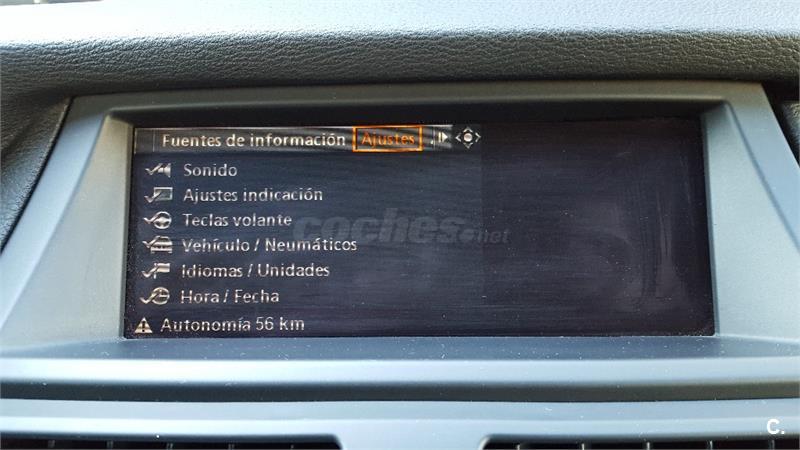 Fuentes de información Ajustes
Sonido
Ajustes indicación
Teclas volante
coches.net
Vehículo / Neumáticos
Idiomas / Unidades
Hora / Fecha
Autonomía 56 km
c.